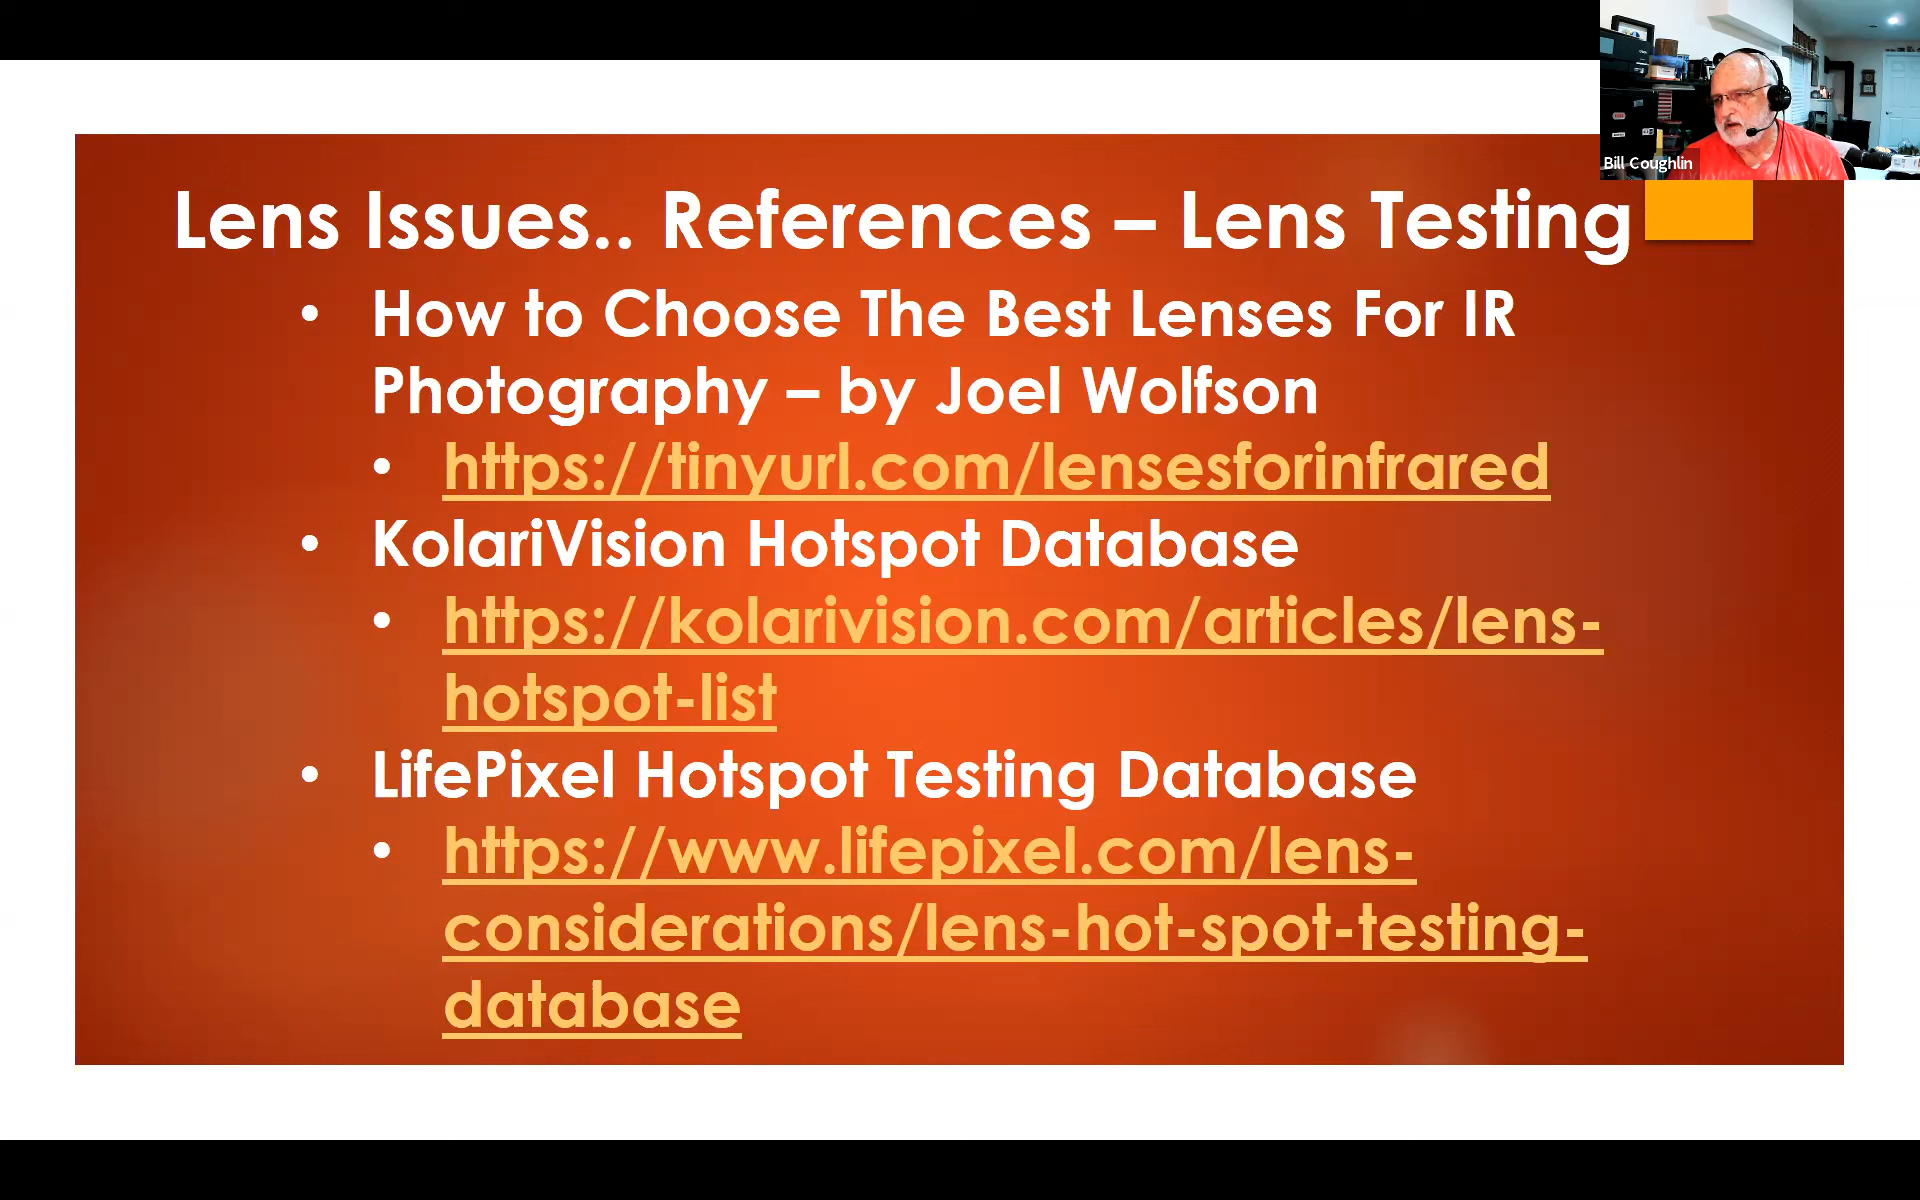 Bill Coughlin
Lens Issues.. References – Lens Testing
• How to Choose The Best Lenses For IR
Photography – by Joel Wolfson
• https://tinyurl.com/lensesforinfrared
• KolariVision Hotspot Database
• https://kolarivision.com/articles/lens-
hotspot-list
• LifePixel Hotspot Testing Database
• https://www.lifepixel.com/lens-
considerations/lens-hot-spot-testing-
database